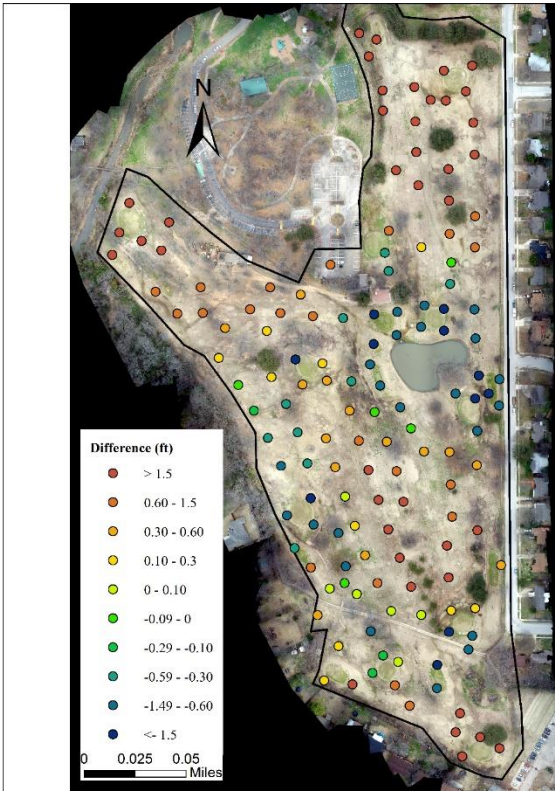 N
Difference (ft)
> 1.5
0.60 - 1.5
0.30 - 0.60
0.10 - 0.3
0 - 0.10
-0.09 - 0
-0.29 - -0.10
-0.59 - -0.30
-1.49 - -0.60
<- 1.5
0 0.025 0.05
Miles